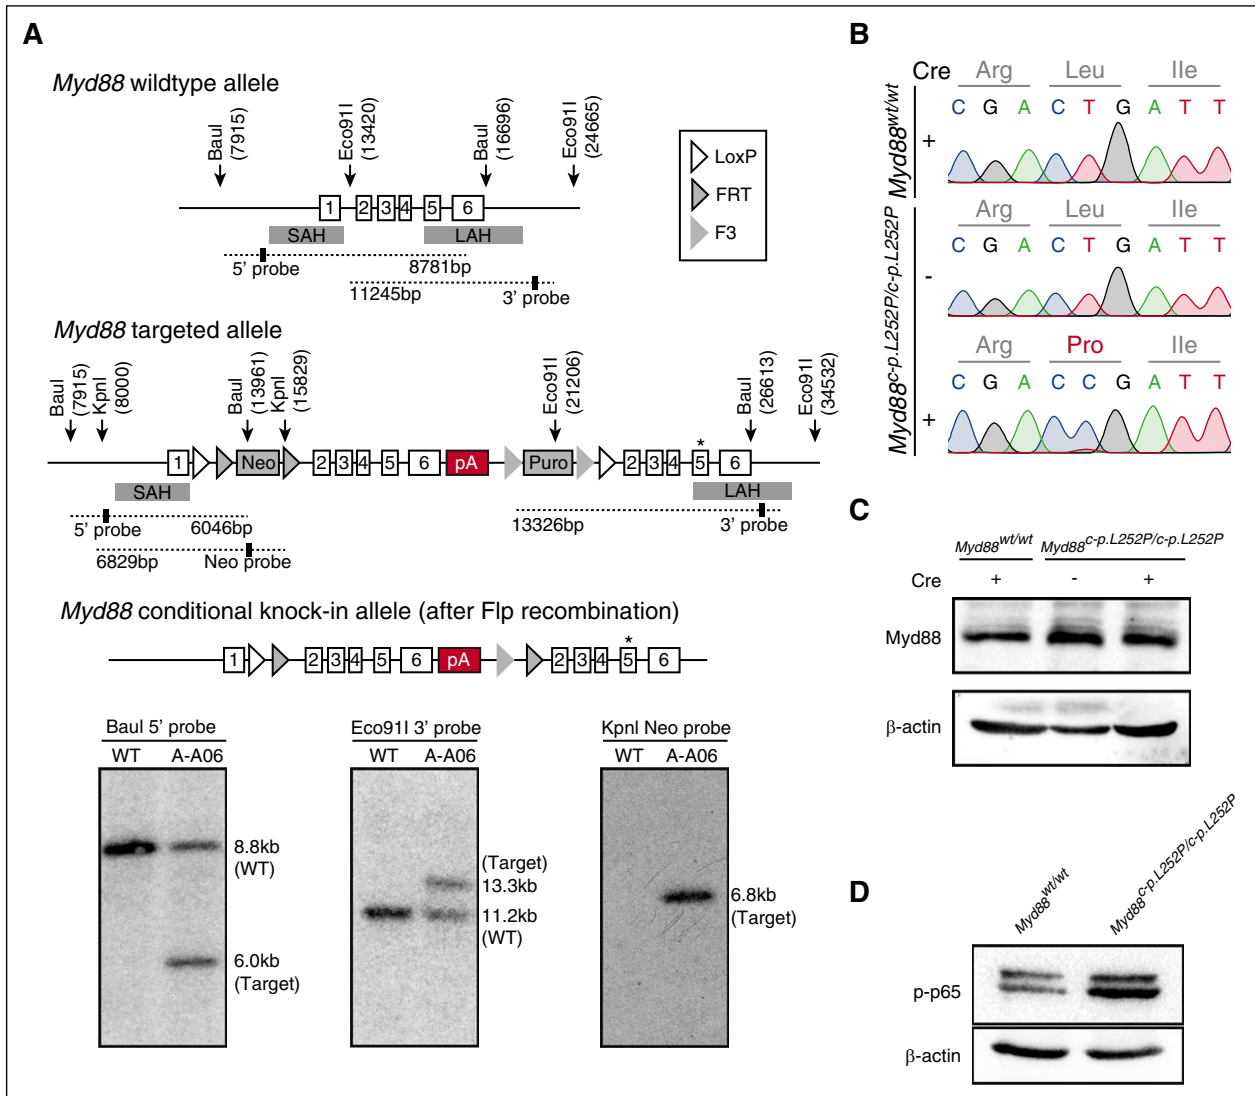 A
Myd88 wildtype allele
BauI (7915)
Eco91I (13420)
BauI (16696)
Eco91I (24665)
1 2 3 4 5 6
SAH LAH
5' probe 8781bp
11245bp 3' probe
LoxP
FRT
F3
Myd88 targeted allele
BauI (7915)
KpnI (8000)
BauI (13961)
KpnI (15829)
Eco91I (21206)
BauI (26613)
Eco91I (34532)
*
1 Neo 2 3 4 5 6 pA Puro 2 3 4 5 6
SAH LAH
5' probe 6046bp 13326bp 3' probe
6829bp Neo probe
Myd88 conditional knock-in allele (after Flp recombination)
*
1 2 3 4 5 6 pA 2 3 4 5 6
BauI 5' probe
WT A-A06
8.8kb
(WT)
6.0kb
(Target)
Eco91I 3' probe
WT A-A06
(Target)
13.3kb
11.2kb
(WT)
KpnI Neo probe
WT A-A06
6.8kb
(Target)
B
Cre
Myd88wt/wt
+
Arg Leu Ile
C G A C T G A T T
Myd88c-p.L252P/c-p.L252P
-
Arg Leu Ile
C G A C T G A T T
+
Arg Pro Ile
C G A C C G A T T
C
Myd88wt/wt Myd88c-p.L252P/c-p.L252P
Cre + - +
Myd88
β-actin
D
Myd88wt/wt
Myd88c-p.L252P/c-p.L252P
p-p65
β-actin